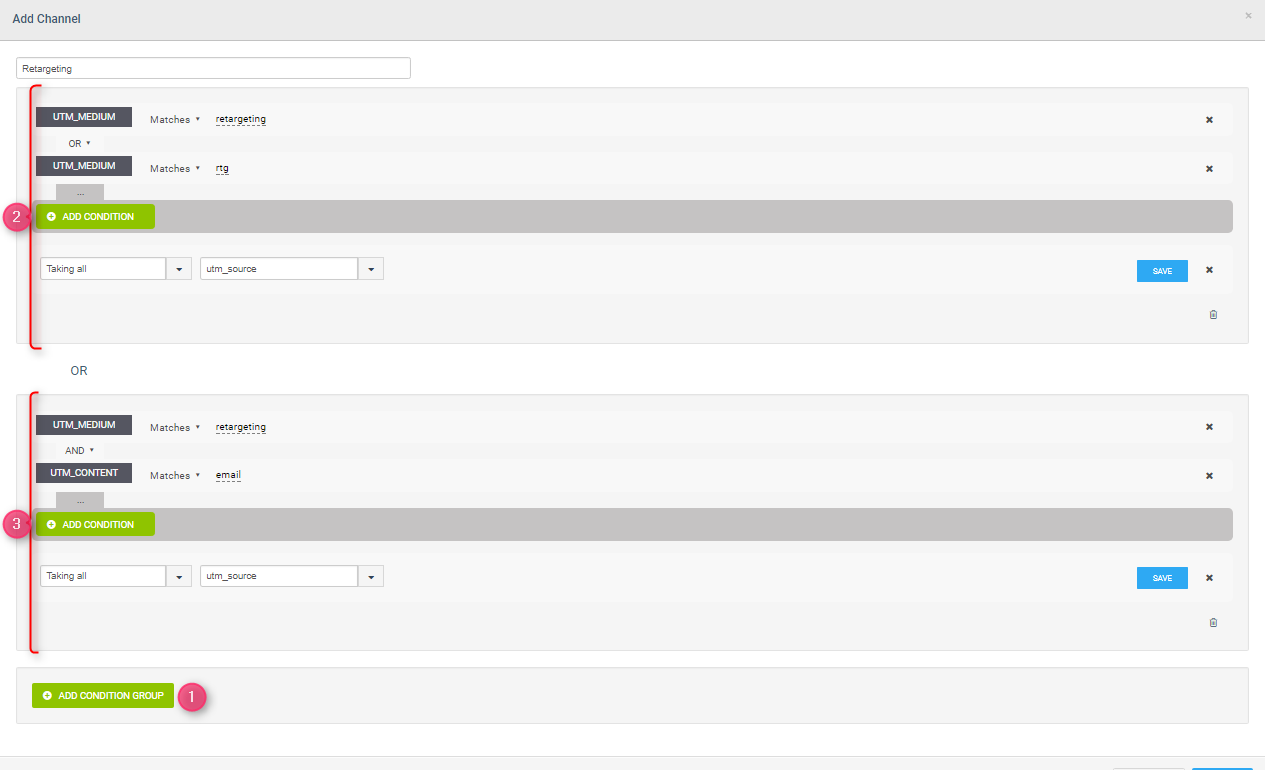 Add Channel
Retargeting
UTM_MEDIUM Matches retargeting
OR
UTM_MEDIUM Matches rtg
...
2 ADD CONDITION
Taking all utm_source SAVE
OR
UTM_MEDIUM Matches retargeting
AND
UTM_CONTENT Matches email
...
3 ADD CONDITION
Taking all utm_source SAVE
ADD CONDITION GROUP 1